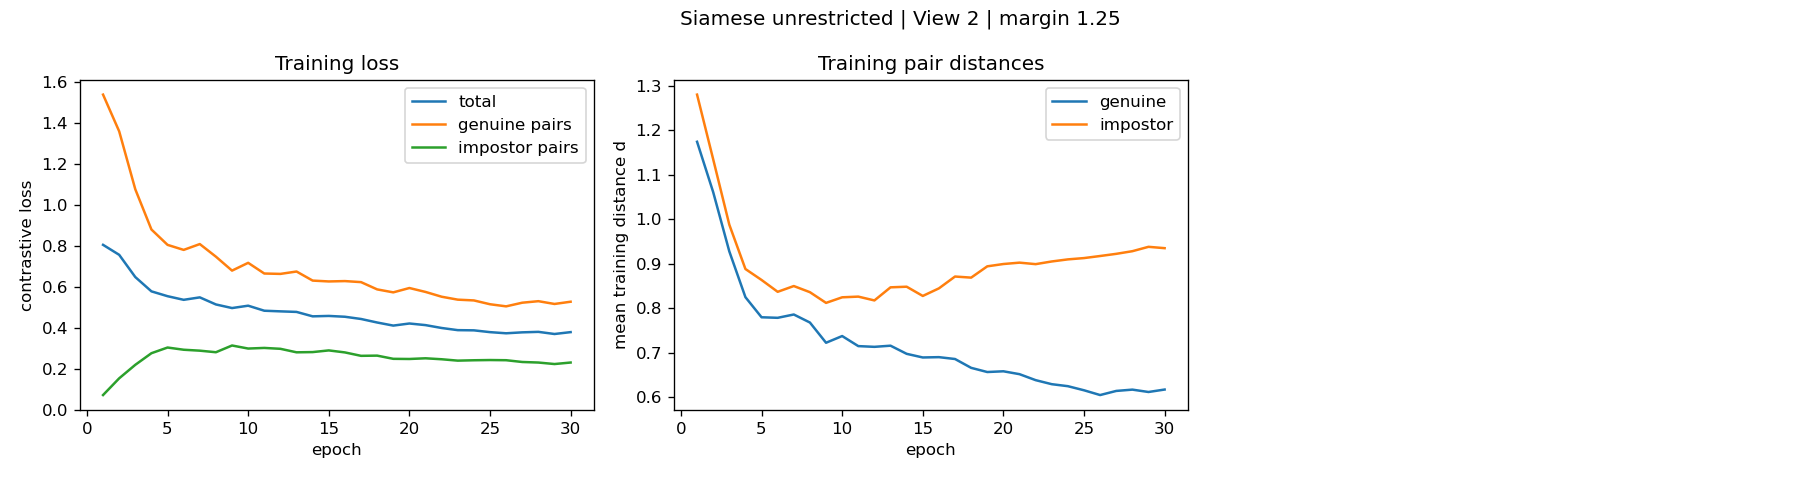 Siamese unrestricted | View 2 | margin 1.25
Training loss
contrastive loss
1.6
1.4
1.2
1.0
0.8
0.6
0.4
0.2
0.0
total
genuine pairs
impostor pairs
0 5 10 15 20 25 30
epoch
Training pair distances
mean training distance d
1.3
1.2
1.1
1.0
0.9
0.8
0.7
0.6
genuine
impostor
0 5 10 15 20 25 30
epoch